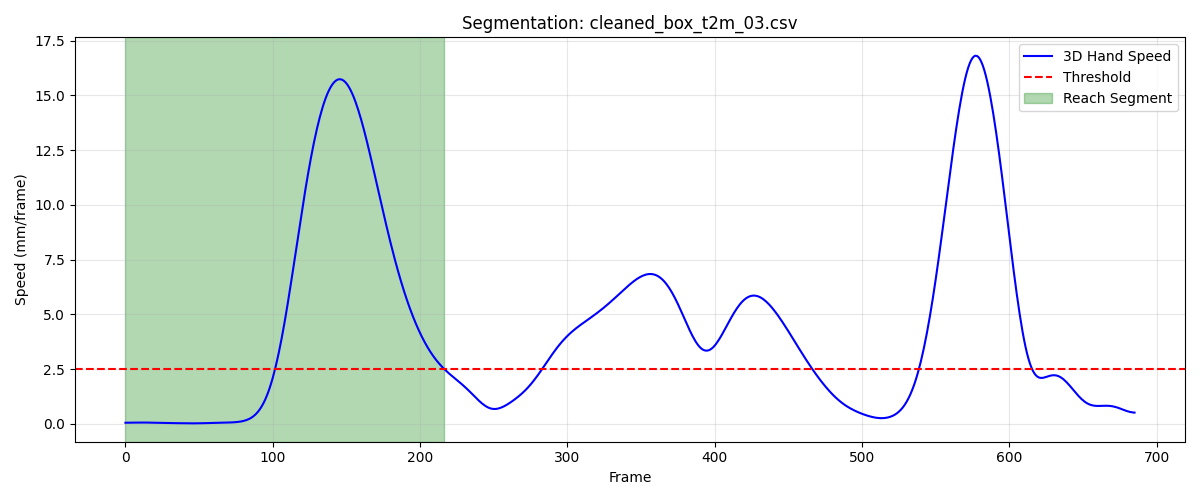 Segmentation: cleaned_box_t2m_03.csv
3D Hand Speed
Threshold
Reach Segment
Speed (mm/frame)
17.5
15.0
12.5
10.0
7.5
5.0
2.5
0.0
0 100 200 300 400 500 600 700
Frame